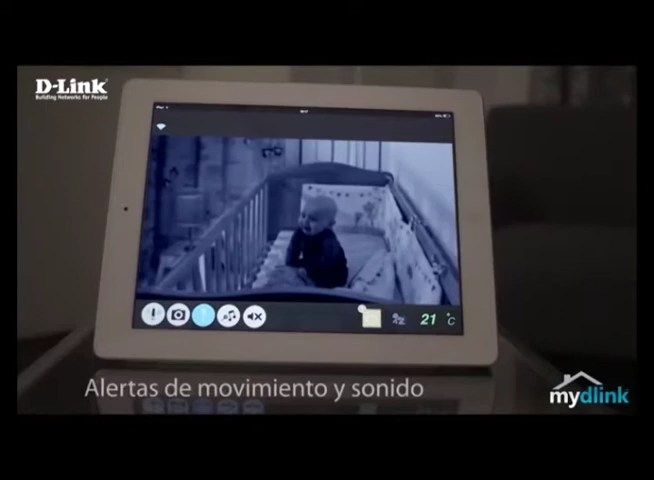 D-Link
Building Networks for People
21 °C
Alertas de movimiento y sonido
mydlink